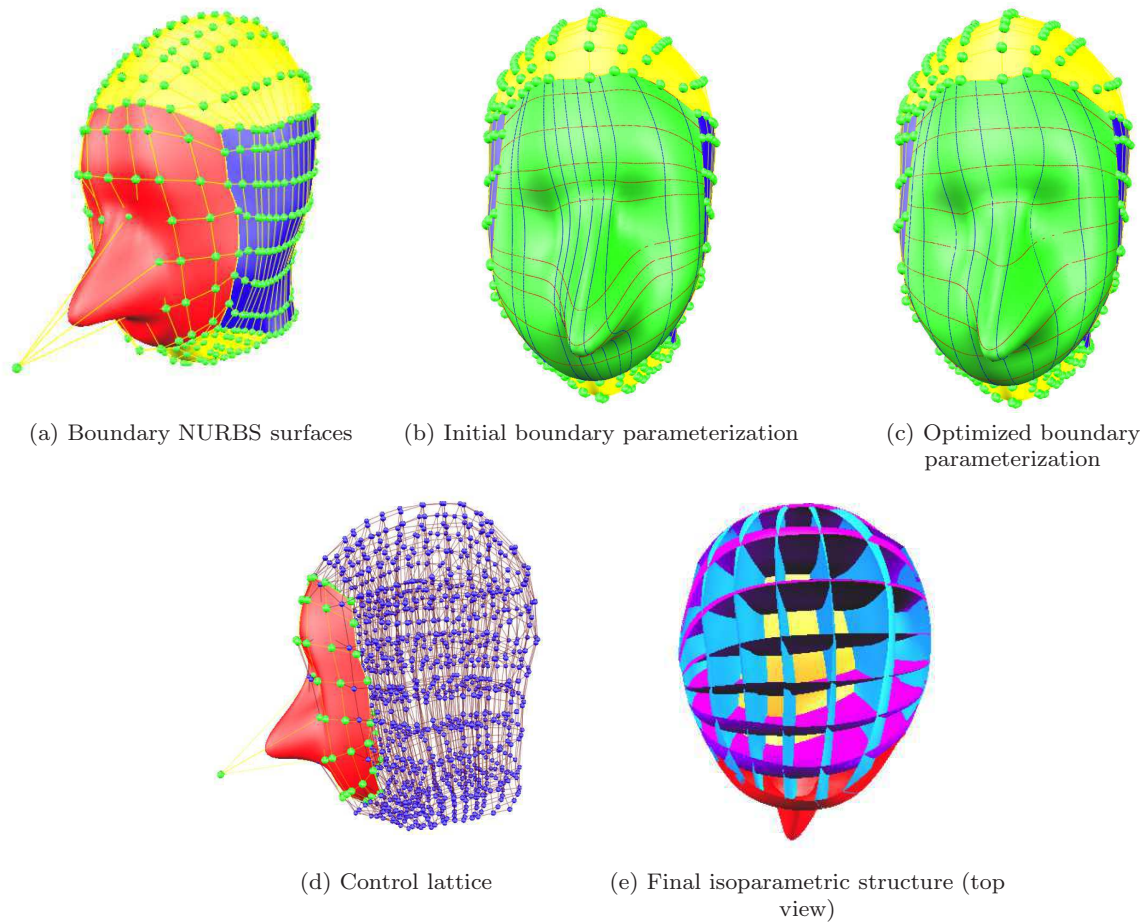 (a) Boundary NURBS surfaces
(b) Initial boundary parameterization
(c) Optimized boundary
parameterization
(d) Control lattice
(e) Final isoparametric structure (top
view)